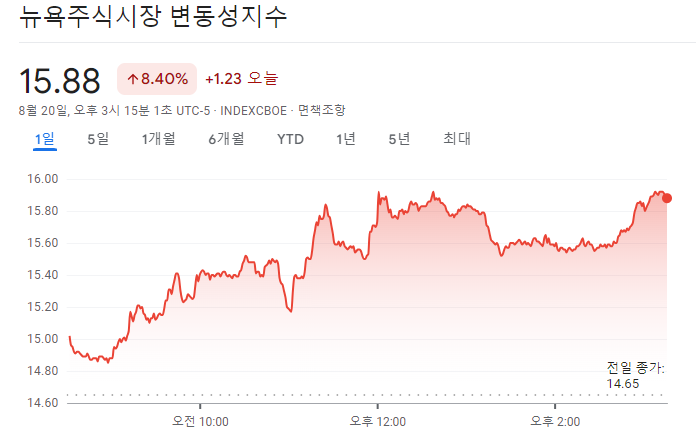 뉴욕주식시장 변동성지수
15.88 ↑8.40% +1.23 오늘
8월 20일, 오후 3시 15분 1초 UTC-5 · INDEXCBOE · 면책조항
1일 5일 1개월 6개월 YTD 1년 5년 최대
16.00
15.80
15.60
15.40
15.20
15.00
14.80
14.60
전일 종가:
14.65
오전 10:00 오후 12:00 오후 2:00